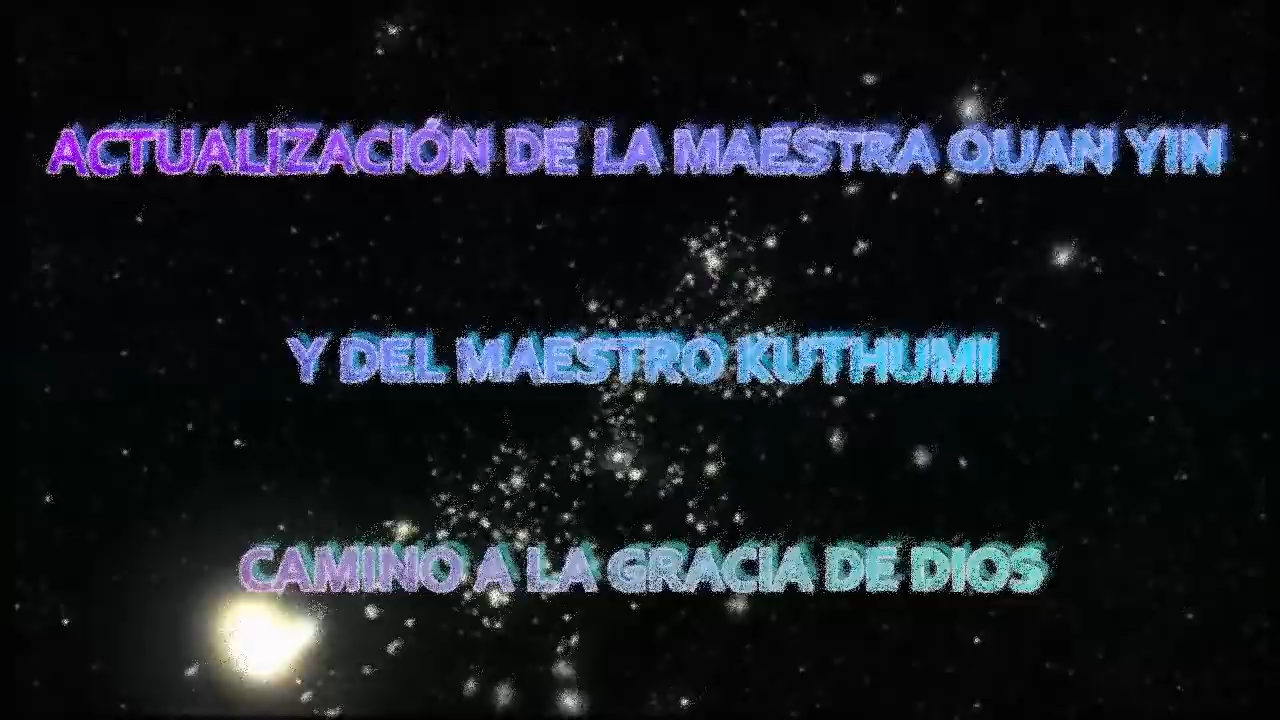 ACTUALIZACIÓN DE LA MAESTRA QUAN YIN
Y DEL MAESTRO KUTHUMI
CAMINO A LA GRACIA DE DIOS